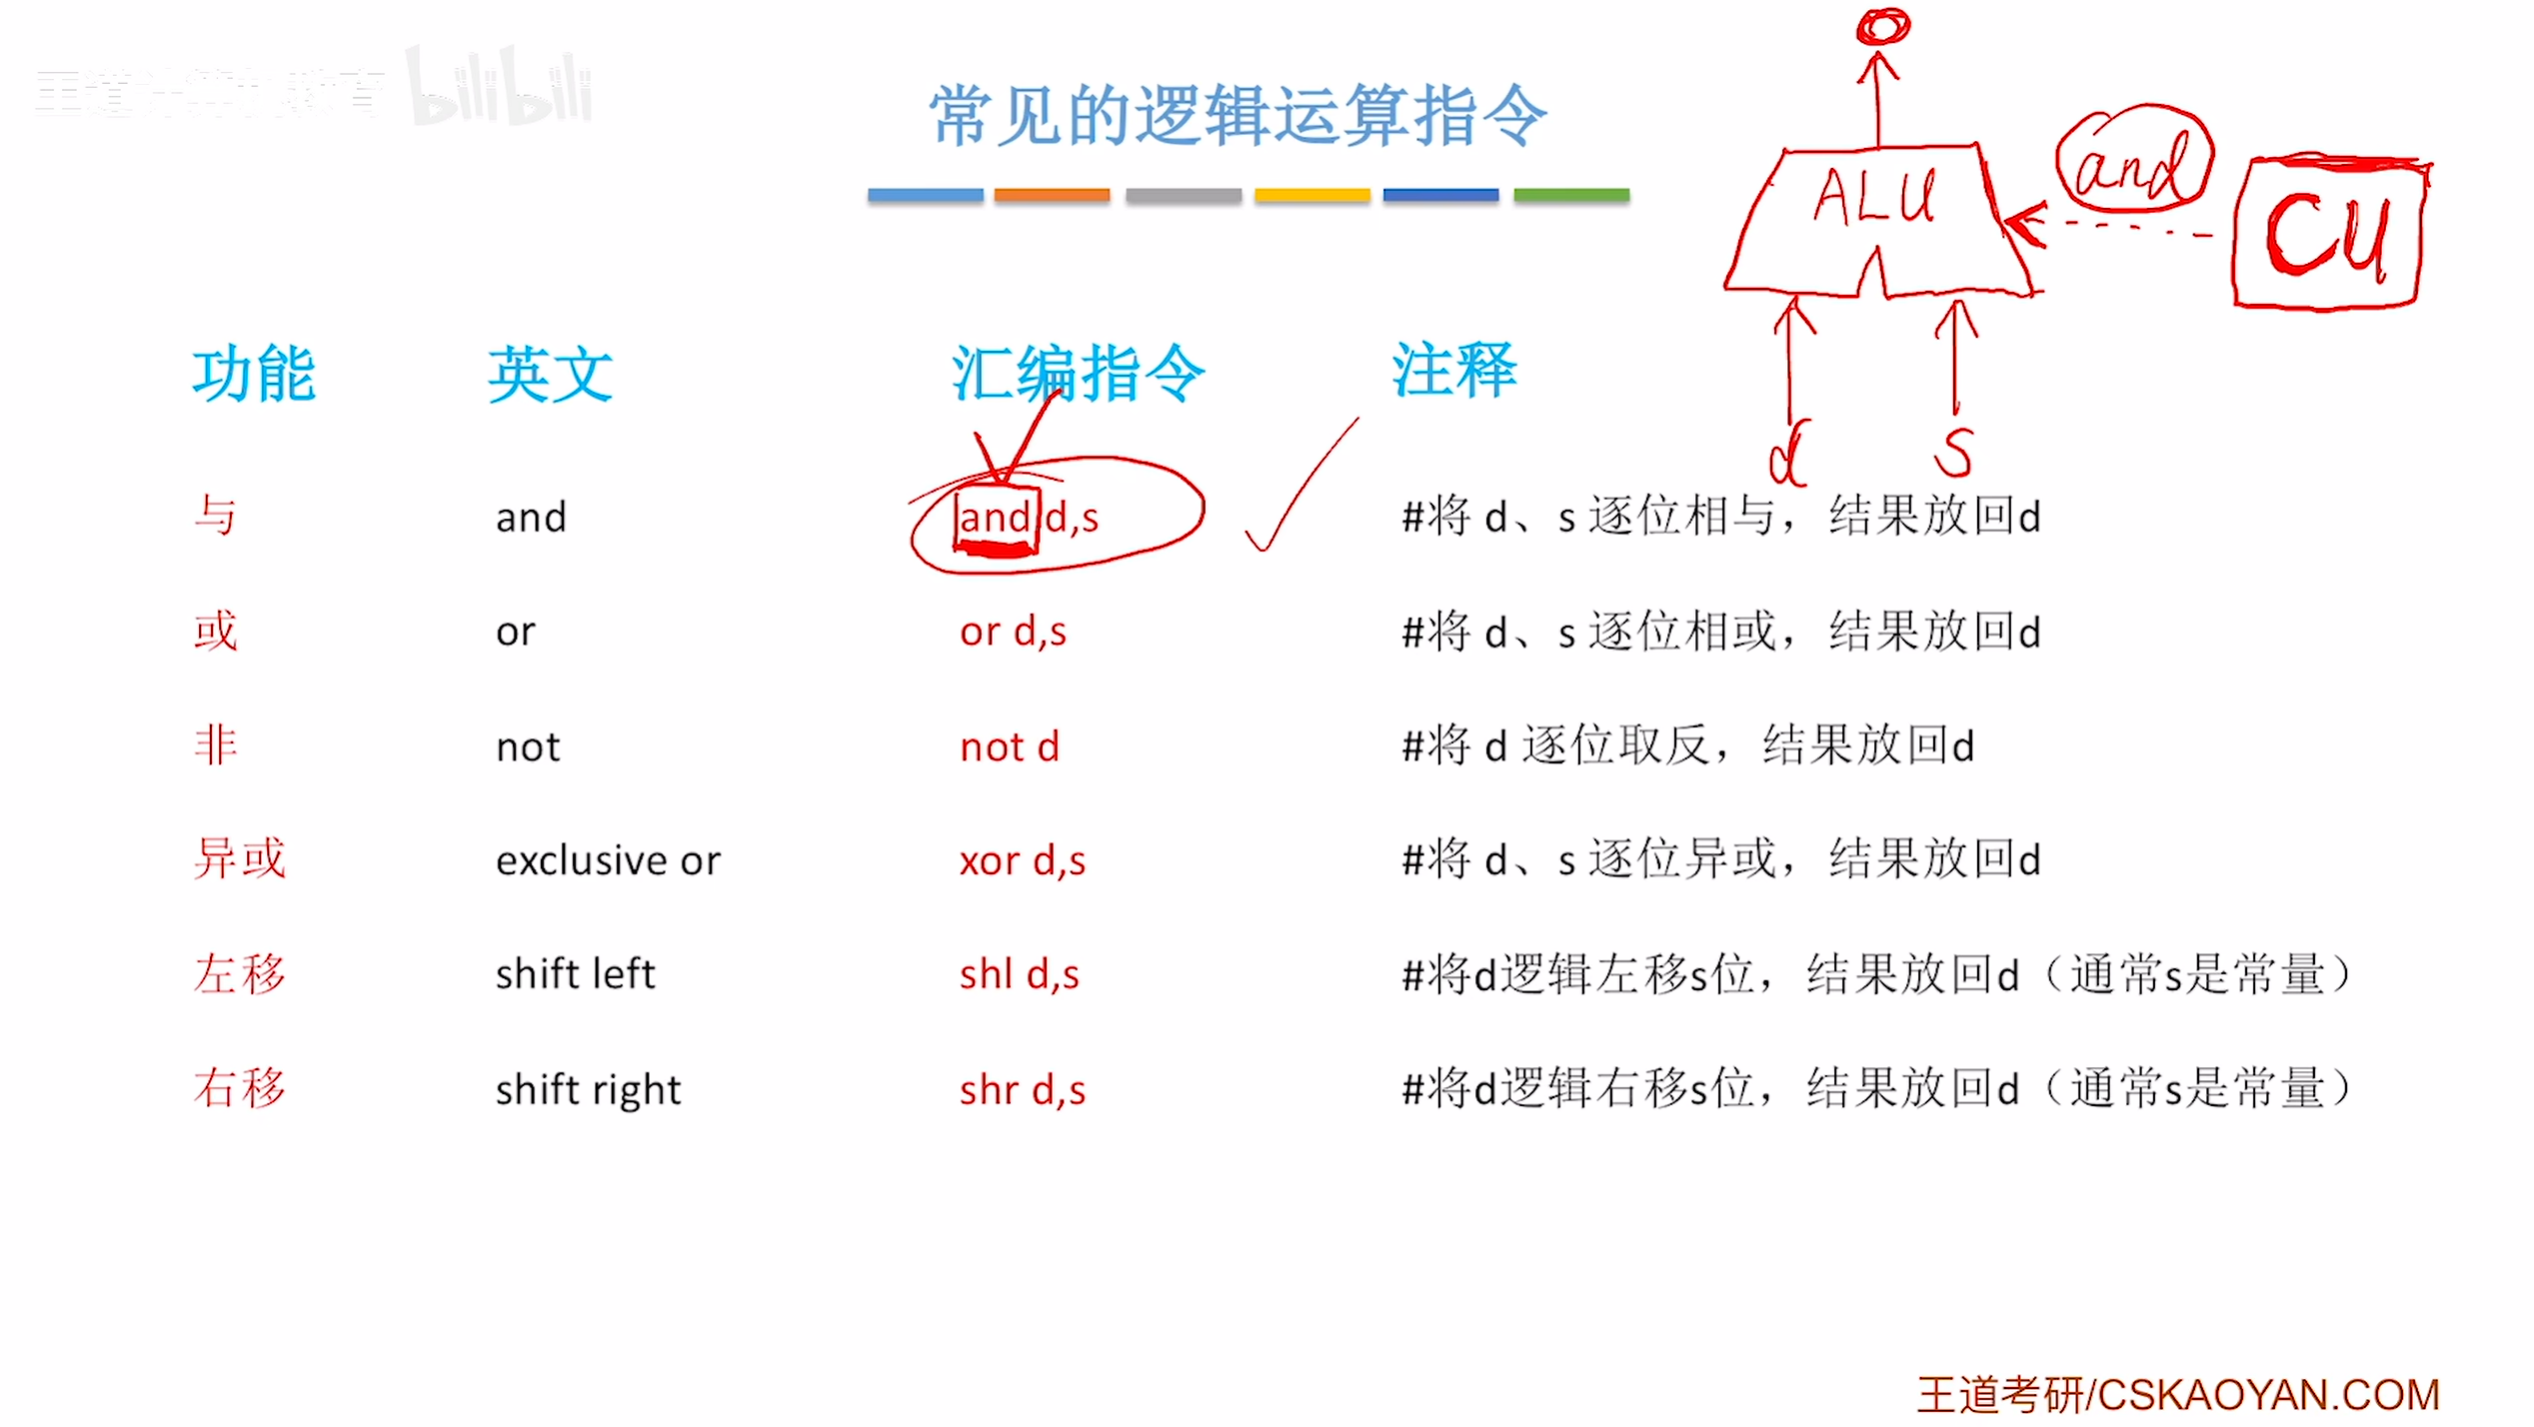 王道计算机教育 bilibili
常见的逻辑运算指令
ALU
and
CU
d
s
功能 英文 汇编指令 注释
与 and and d,s #将 d、s 逐位相与，结果放回d
或 or or d,s #将 d、s 逐位相或，结果放回d
非 not not d #将 d 逐位取反，结果放回d
异或 exclusive or xor d,s #将 d、s 逐位异或，结果放回d
左移 shift left shl d,s #将d逻辑左移s位，结果放回d（通常s是常量）
右移 shift right shr d,s #将d逻辑右移s位，结果放回d（通常s是常量）
王道考研/CSKAOYAN.COM